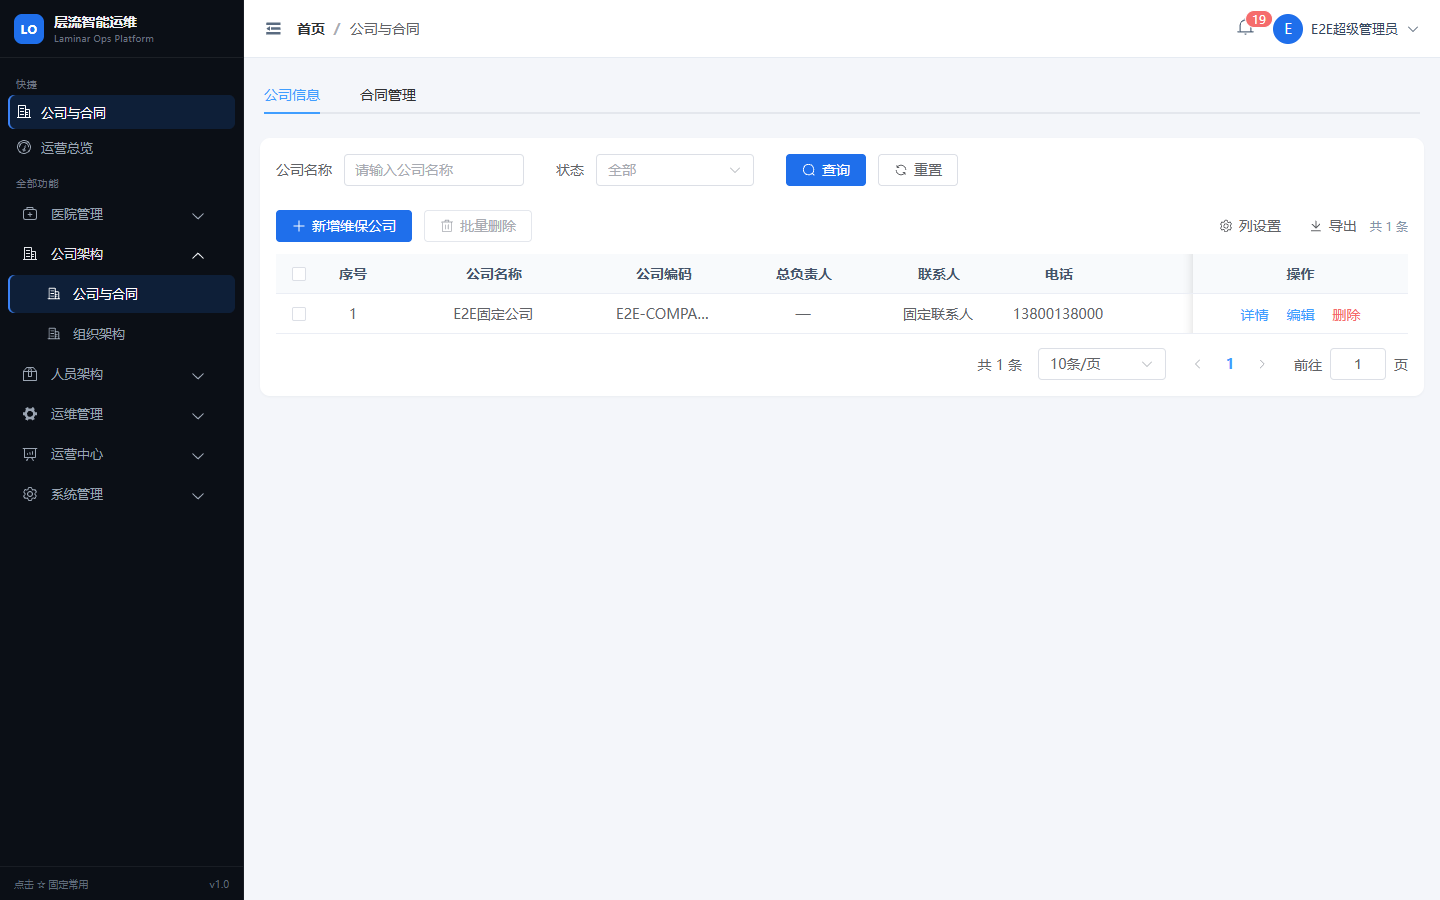 LO
层流智能运维
Laminar Ops Platform
快捷
公司与合同
运营总览
全部功能
医院管理
公司架构
公司与合同
组织架构
人员架构
运维管理
运营中心
系统管理
点击 ☆ 固定常用 v1.0
首页 / 公司与合同
19
E E2E超级管理员
公司信息 合同管理
公司名称 请输入公司名称 状态 全部 查询 重置
新增维保公司 批量删除 列设置 导出 共 1 条
序号 公司名称 公司编码 总负责人 联系人 电话 操作
1 E2E固定公司 E2E-COMPA... — 固定联系人 13800138000 详情 编辑 删除
共 1 条 10条/页 1 前往 1 页